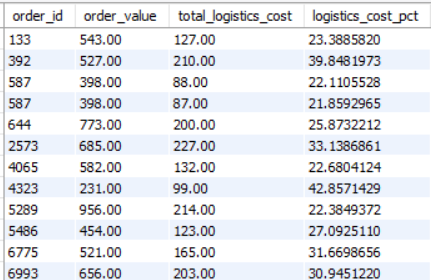 order_id order_value total_logistics_cost logistics_cost_pct
133 543.00 127.00 23.3885820
392 527.00 210.00 39.8481973
587 398.00 88.00 22.1105528
587 398.00 87.00 21.8592965
644 773.00 200.00 25.8732212
2573 685.00 227.00 33.1386861
4065 582.00 132.00 22.6804124
4323 231.00 99.00 42.8571429
5289 956.00 214.00 22.3849372
5486 454.00 123.00 27.0925110
6775 521.00 165.00 31.6698656
6993 656.00 203.00 30.9451220